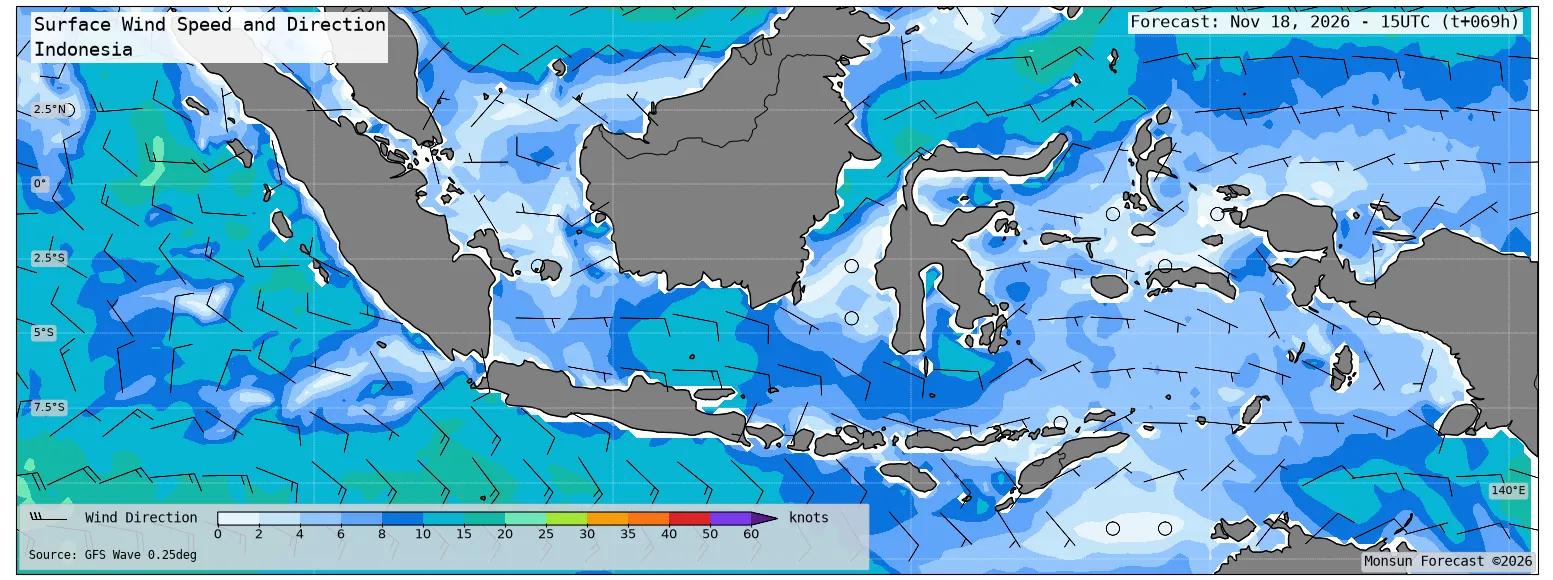 Surface Wind Speed and Direction
Indonesia
Forecast: Nov 18, 2026 - 15UTC (t+069h)
2.5°N
0°
2.5°S
5°S
7.5°S
140°E
Wind Direction
knots
0 2 4 6 8 10 15 20 25 30 35 40 50 60
Source: GFS Wave 0.25deg
Monsun Forecast ©2026